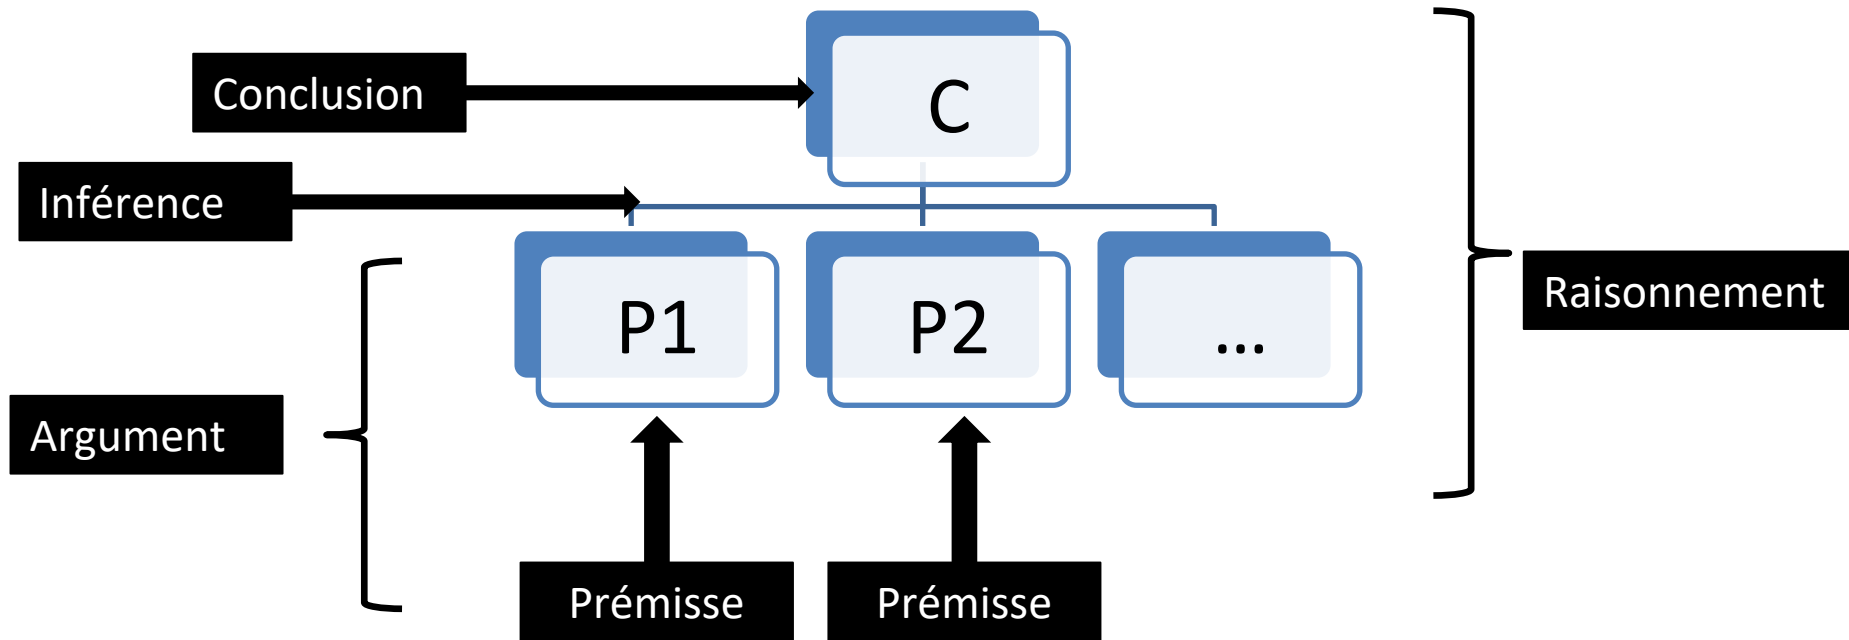 Conclusion
C
Inférence
P1
P2
...
Raisonnement
Argument
Prémisse
Prémisse